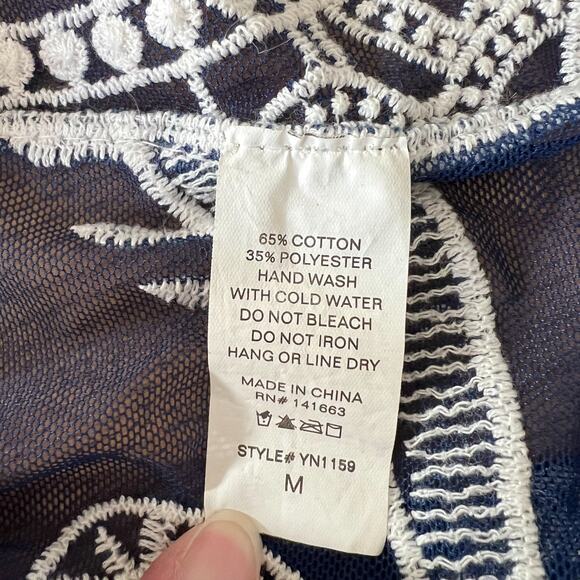 65% COTTON
35% POLYESTER
HAND WASH
WITH COLD WATER
DO NOT BLEACH
DO NOT IRON
HANG OR LINE DRY
MADE IN CHINA
RN# 141663
STYLE# YN1159
M